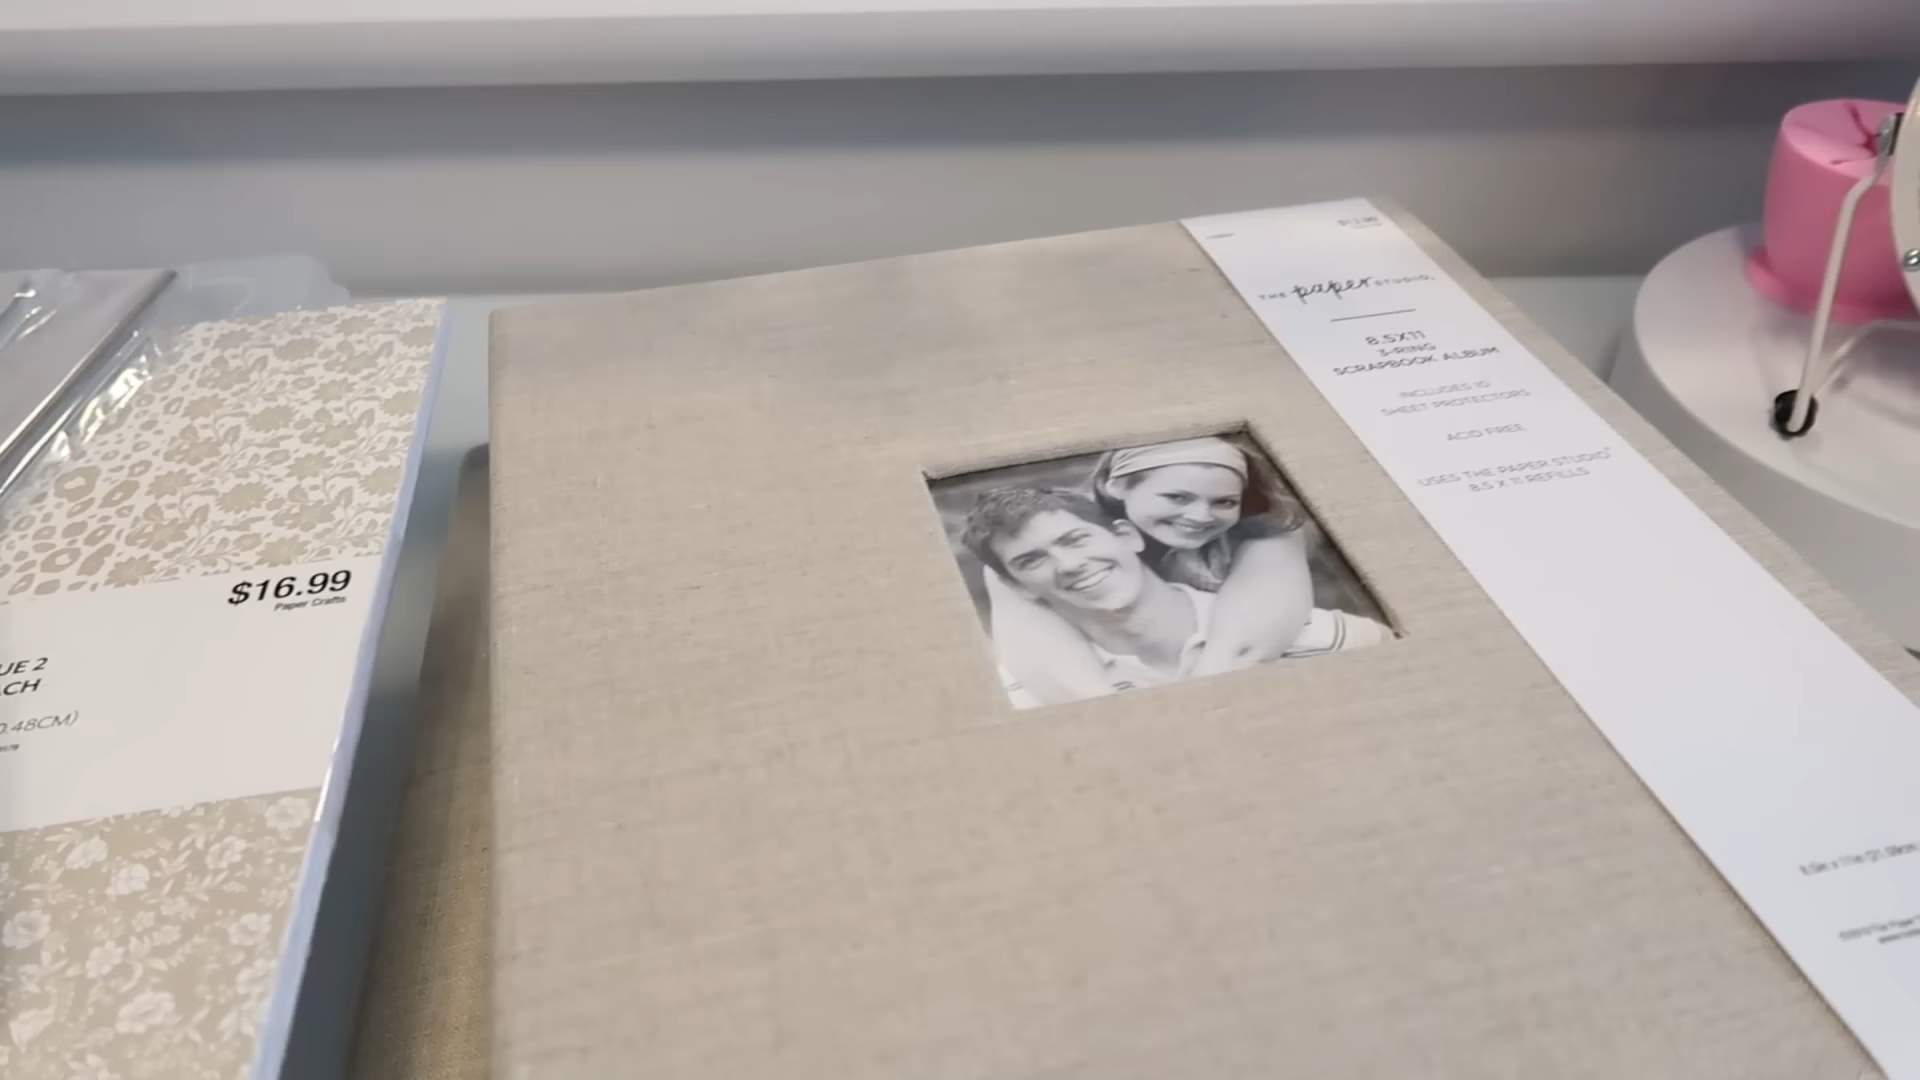 $16.99
Paper Crafts
UE 2
ACH
0.48CM)
THE paper STUDIO
8.5X11
3-RING
SCRAPBOOK ALBUM
INCLUDES 10
SHEET PROTECTORS
ACID FREE
USES THE PAPER STUDIO®
8.5 X 11 REFILLS